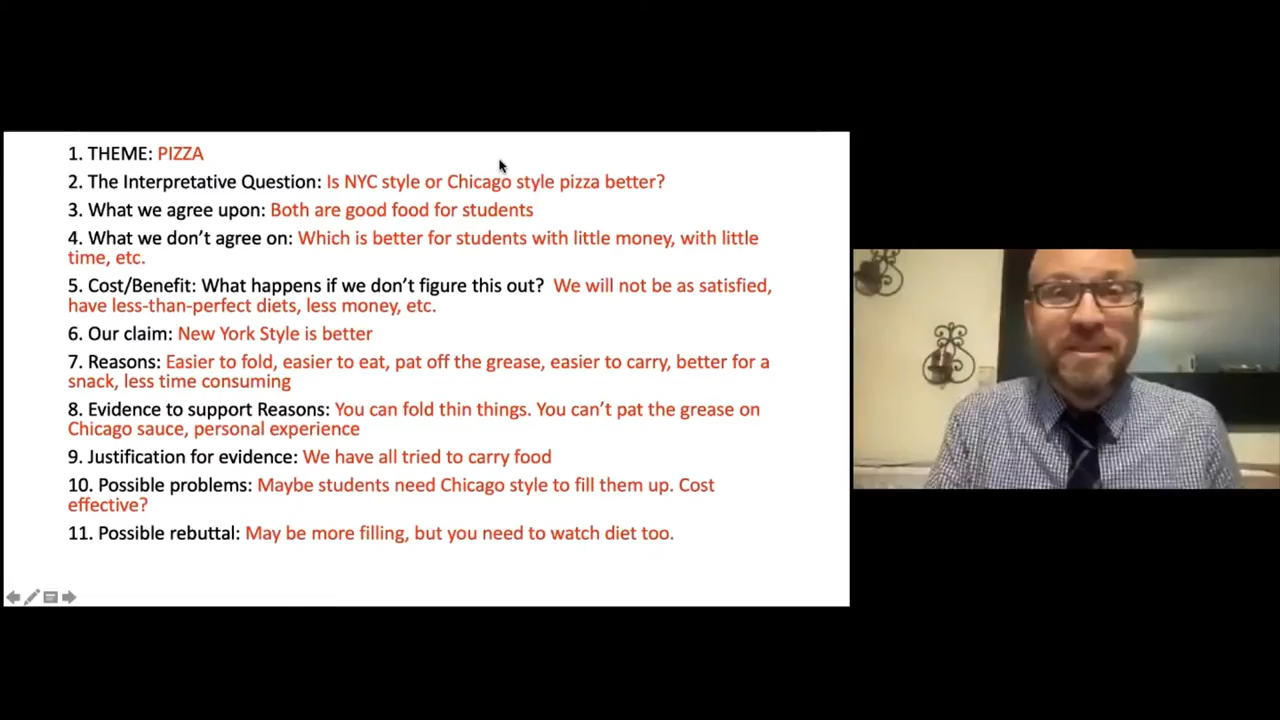 1. THEME: PIZZA
2. The Interpretative Question: Is NYC style or Chicago style pizza better?
3. What we agree upon: Both are good food for students
4. What we don’t agree on: Which is better for students with little money, with little
time, etc.
5. Cost/Benefit: What happens if we don’t figure this out? We will not be as satisfied,
have less-than-perfect diets, less money, etc.
6. Our claim: New York Style is better
7. Reasons: Easier to fold, easier to eat, pat off the grease, easier to carry, better for a
snack, less time consuming
8. Evidence to support Reasons: You can fold thin things. You can’t pat the grease on
Chicago sauce, personal experience
9. Justification for evidence: We have all tried to carry food
10. Possible problems: Maybe students need Chicago style to fill them up. Cost
effective?
11. Possible rebuttal: May be more filling, but you need to watch diet too.